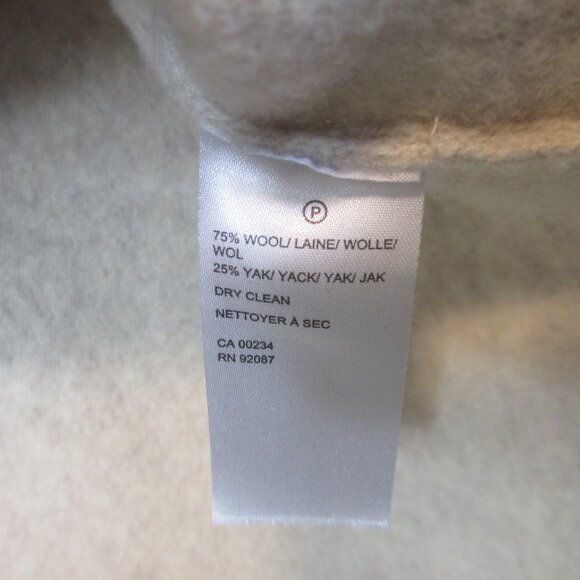 P
75% WOOL/ LAINE/ WOLLE/
WOL
25% YAK/ YACK/ YAK/ JAK
DRY CLEAN
NETTOYER À SEC
CA 00234
RN 92087